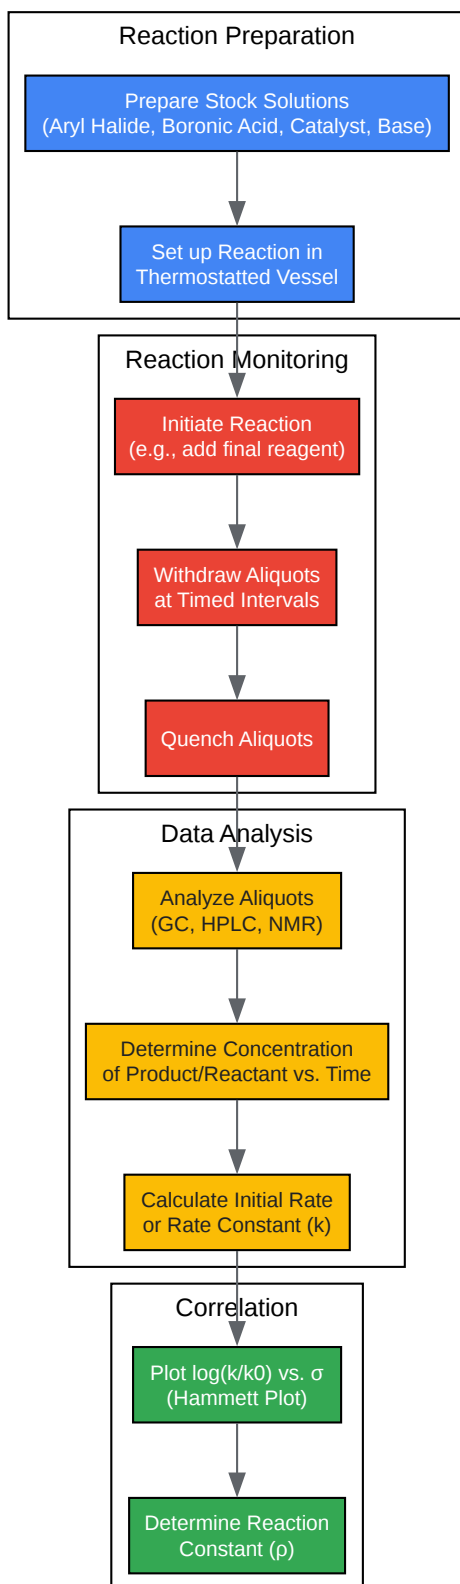 Reaction Preparation
Prepare Stock Solutions
(Aryl Halide, Boronic Acid, Catalyst, Base)
Set up Reaction in
Thermostatted Vessel
Reaction Monitoring
Initiate Reaction
(e.g., add final reagent)
Withdraw Aliquots
at Timed Intervals
Quench Aliquots
Data Analysis
Analyze Aliquots
(GC, HPLC, NMR)
Determine Concentration
of Product/Reactant vs. Time
Calculate Initial Rate
or Rate Constant (k)
Correlation
Plot log(k/k0) vs. σ
(Hammett Plot)
Determine Reaction
Constant (ρ)